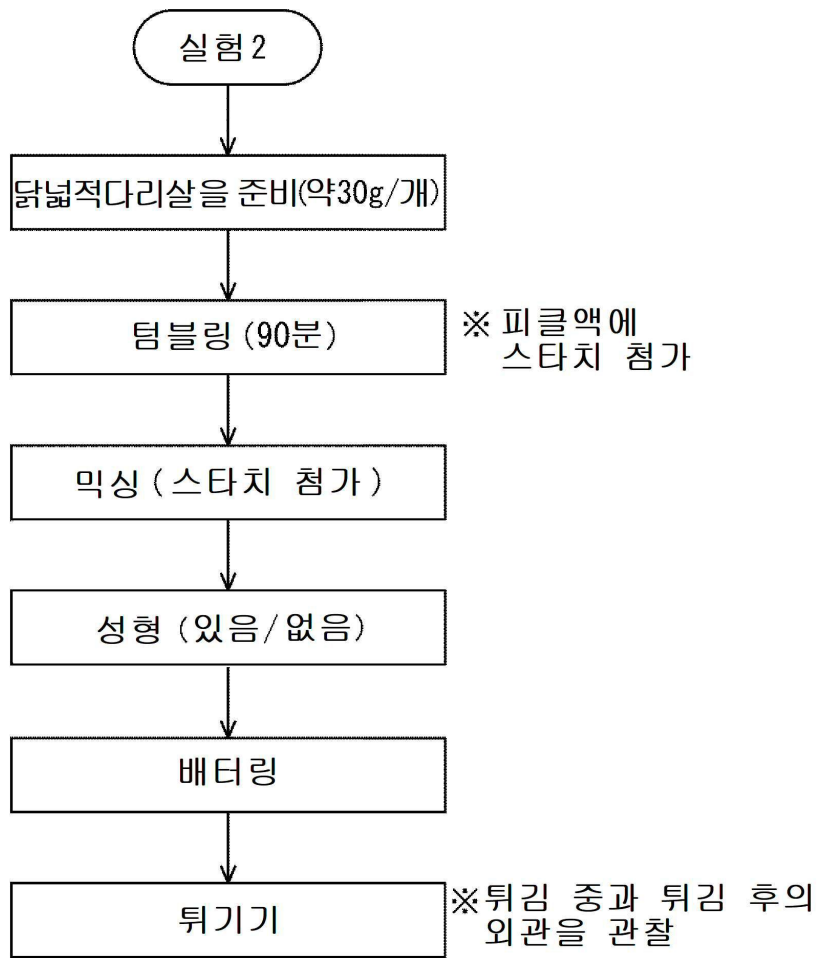 실험2
닭넓적다리살을 준비(약30g/개)
텀블링(90분)
※ 피클액에
스타치 첨가
믹싱(스타치 첨가)
성형(있음/없음)
배터링
튀기기
※튀김 중과 튀김 후의
외관을 관찰